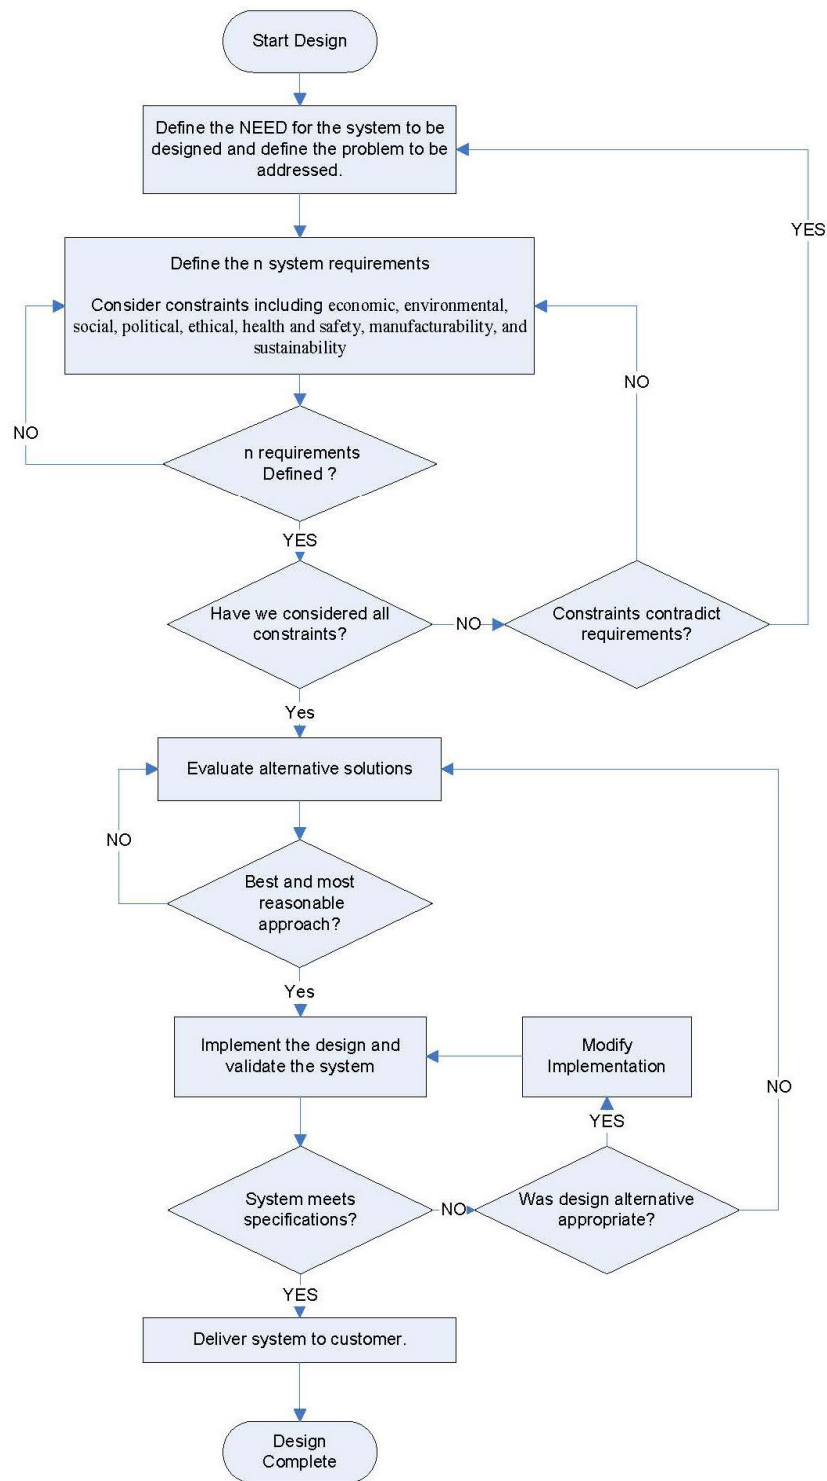 Start Design
Define the NEED for the system to be
designed and define the problem to be
addressed.
YES
Define the n system requirements
Consider constraints including economic, environmental,
social, political, ethical, health and safety, manufacturability, and
sustainability
NO
NO
n requirements
Defined ?
YES
Have we considered all
constraints?
NO
Constraints contradict
requirements?
Yes
Evaluate alternative solutions
NO
Best and most
reasonable
approach?
Yes
Implement the design and
validate the system
Modify
Implementation
NO
YES
System meets
specifications?
NO
Was design alternative
appropriate?
YES
Deliver system to customer.
Design
Complete